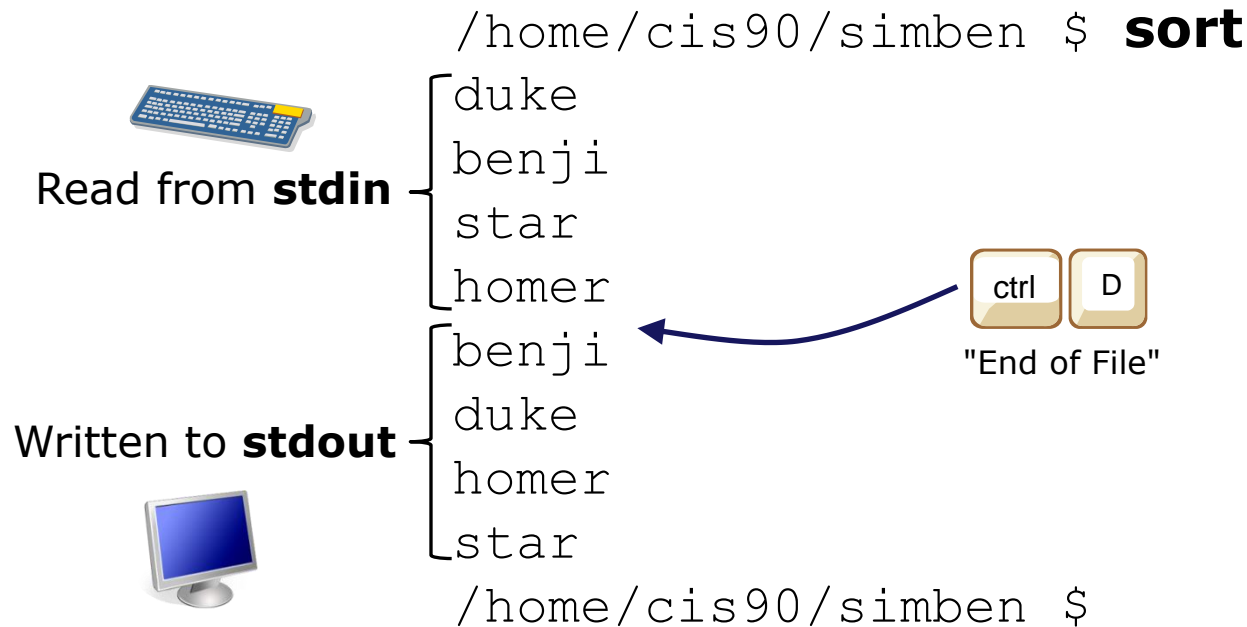 /home/cis90/simben $ sort
duke
benji
Read from stdin
star
homer
ctrl D
benji
"End of File"
duke
Written to stdout
homer
star
/home/cis90/simben $